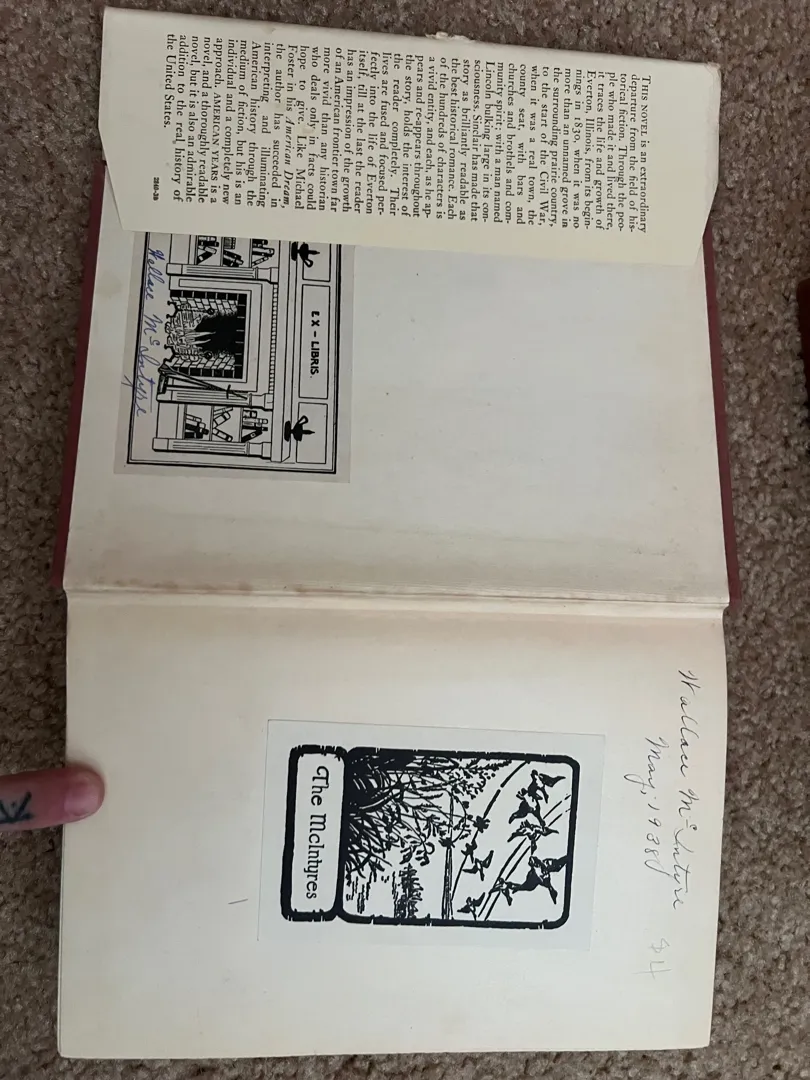 THIS NOVEL is an extraordinary
departure from the field of his-
torical fiction. Through the peo-
ple who made it and lived there,
it traces the life and growth of
Everton, Illinois, from its begin-
nings in 1830, when it was no
more than an unnamed grove in
the surrounding prairie country,
to the start of the Civil War,
when it was a real town, the
county seat, with bars and
churches and brothels and com-
munity spirit; with a man named
Lincoln bulking large in its con-
sciousness. Sinclair has made that
story as brilliantly readable as
the best historical romance. Each
of the hundreds of characters is
a vivid entity, and each, as he ap-
pears and re-appears throughout
the story, holds the interest of
the reader completely. Their
lives are fused and focused per-
fectly into the life of Everton
itself, till at the last the reader
has an impression of the growth
of an American frontier town far
more vivid than any historian
who deals only in facts could
hope to give. Like Michael
Foster in his American Dream,
the author has succeeded in
interpreting and illuminating
American history through the
medium of fiction, but his is an
individual and a completely new
approach. AMERICAN YEARS is a
novel, and a thoroughly readable
novel, but it is also an admirable
addition to the real history of
the United States.
2840-38
EX-LIBRIS.
Wallace McIntyre
Wallace McIntyre
May, 1938
$4
The McIntyres
1